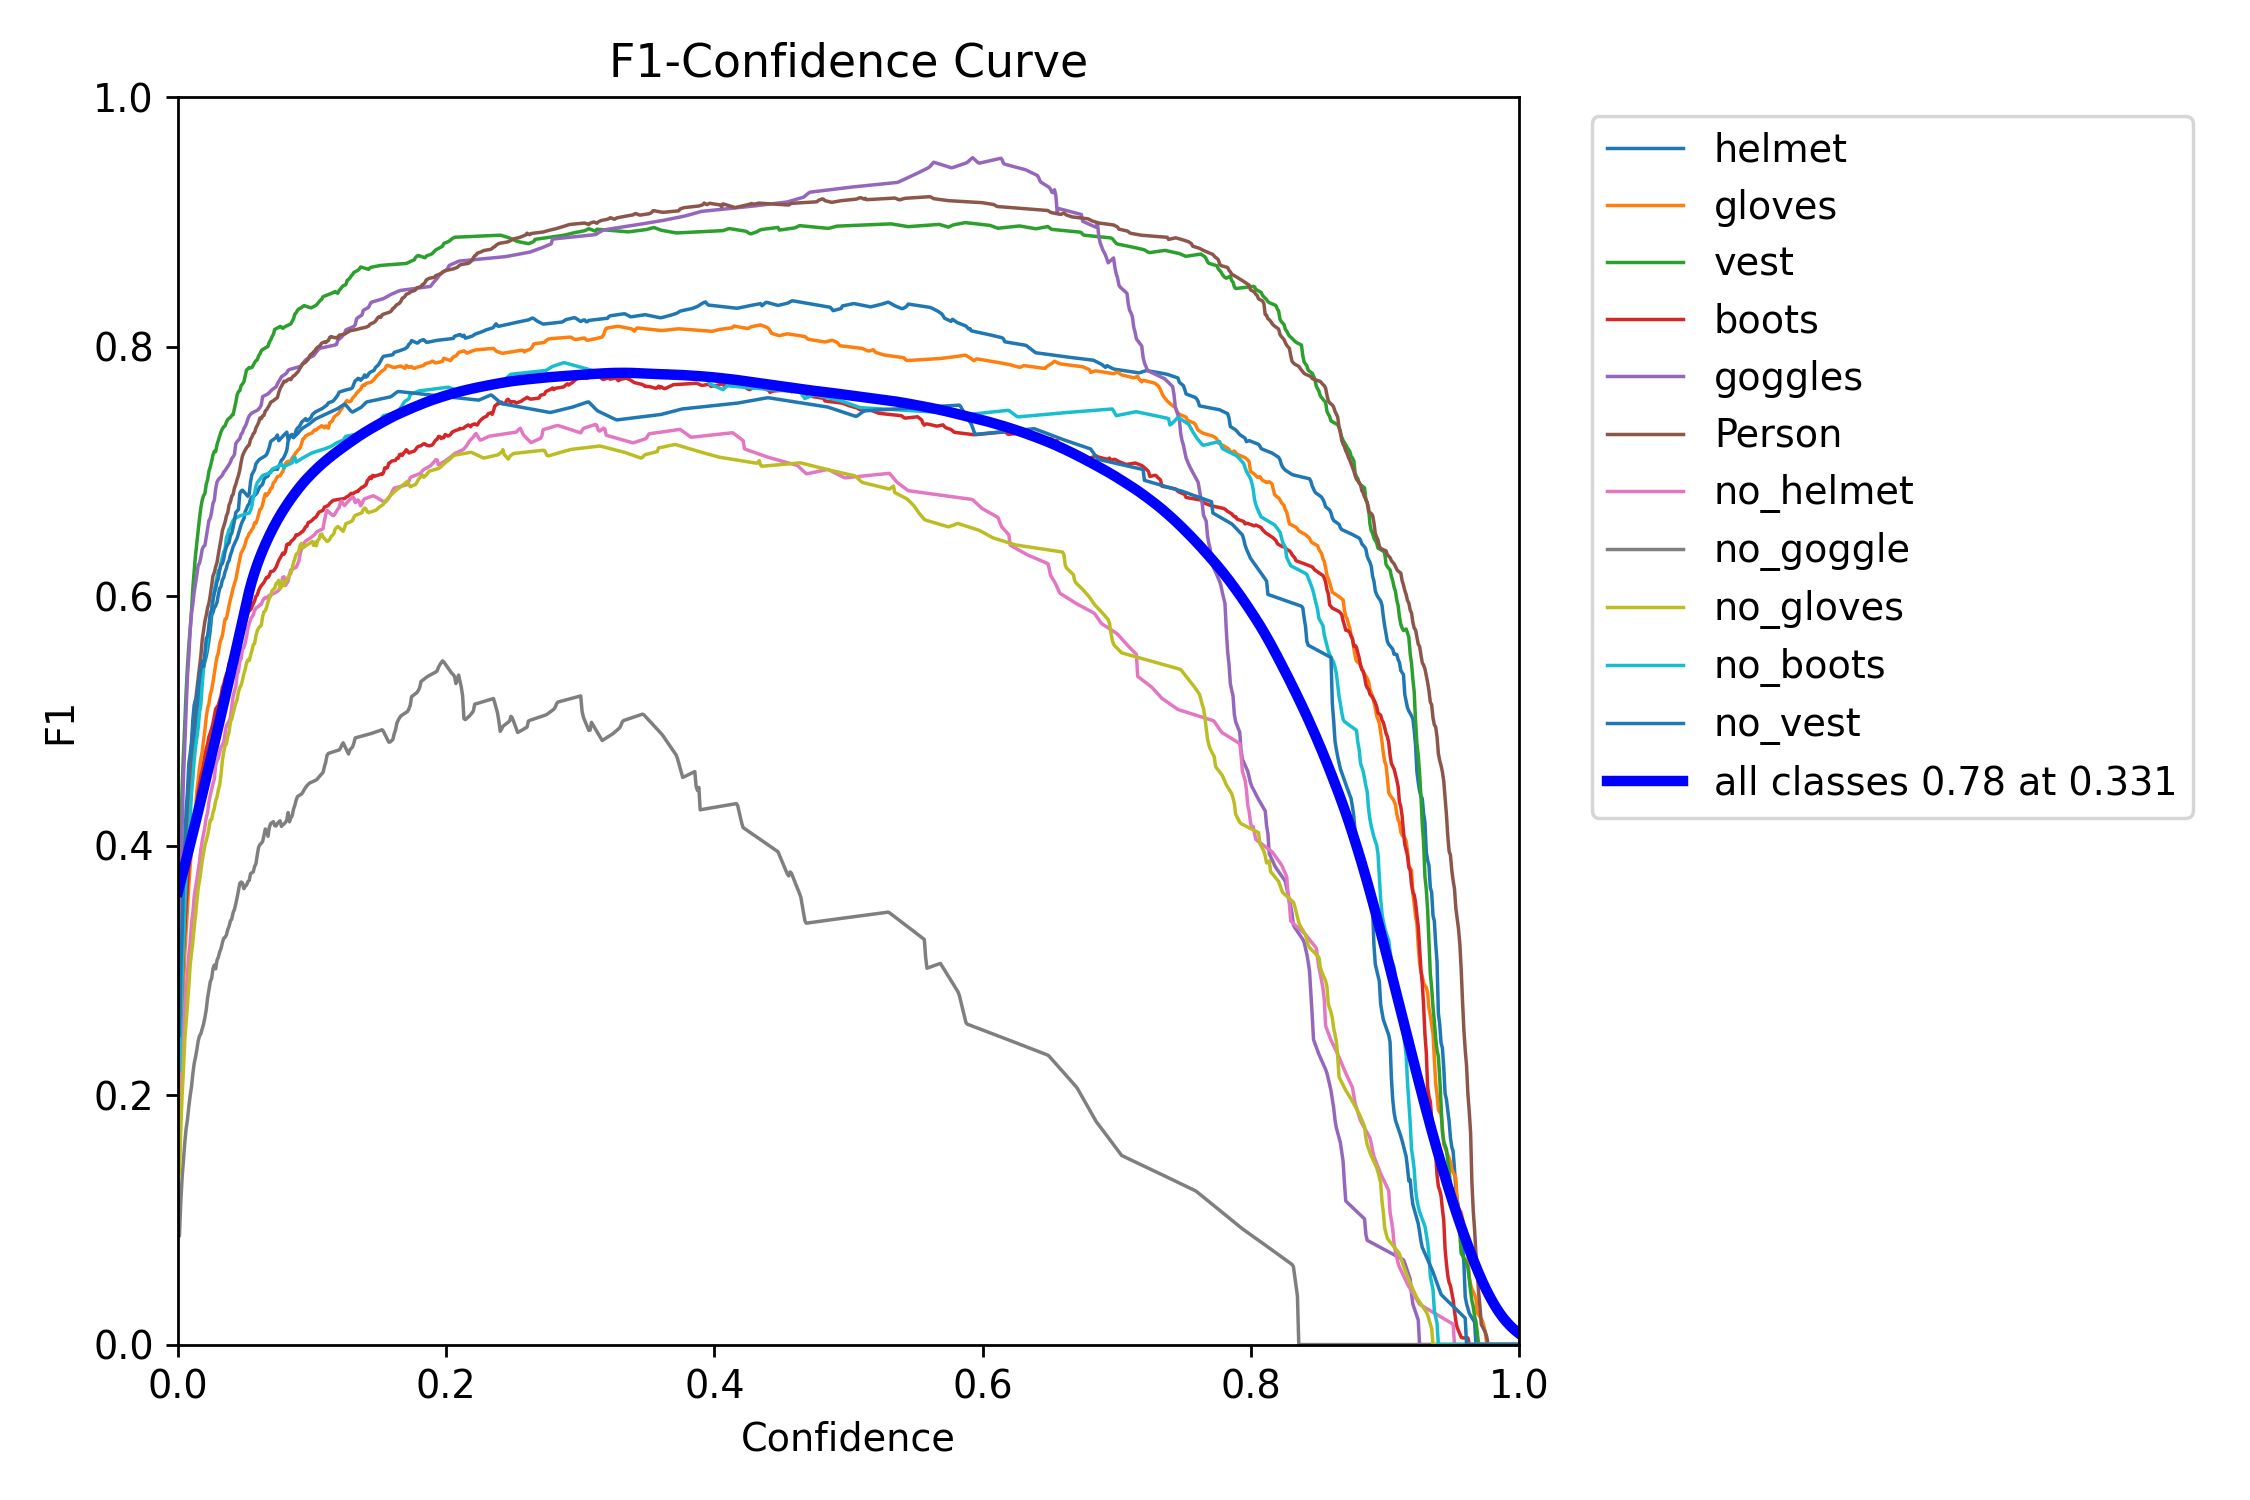 F1-Confidence Curve
1.0
0.8
0.6
0.4
0.2
0.0
F1
0.0 0.2 0.4 0.6 0.8 1.0
Confidence
helmet
gloves
vest
boots
goggles
Person
no_helmet
no_goggle
no_gloves
no_boots
no_vest
all classes 0.78 at 0.331